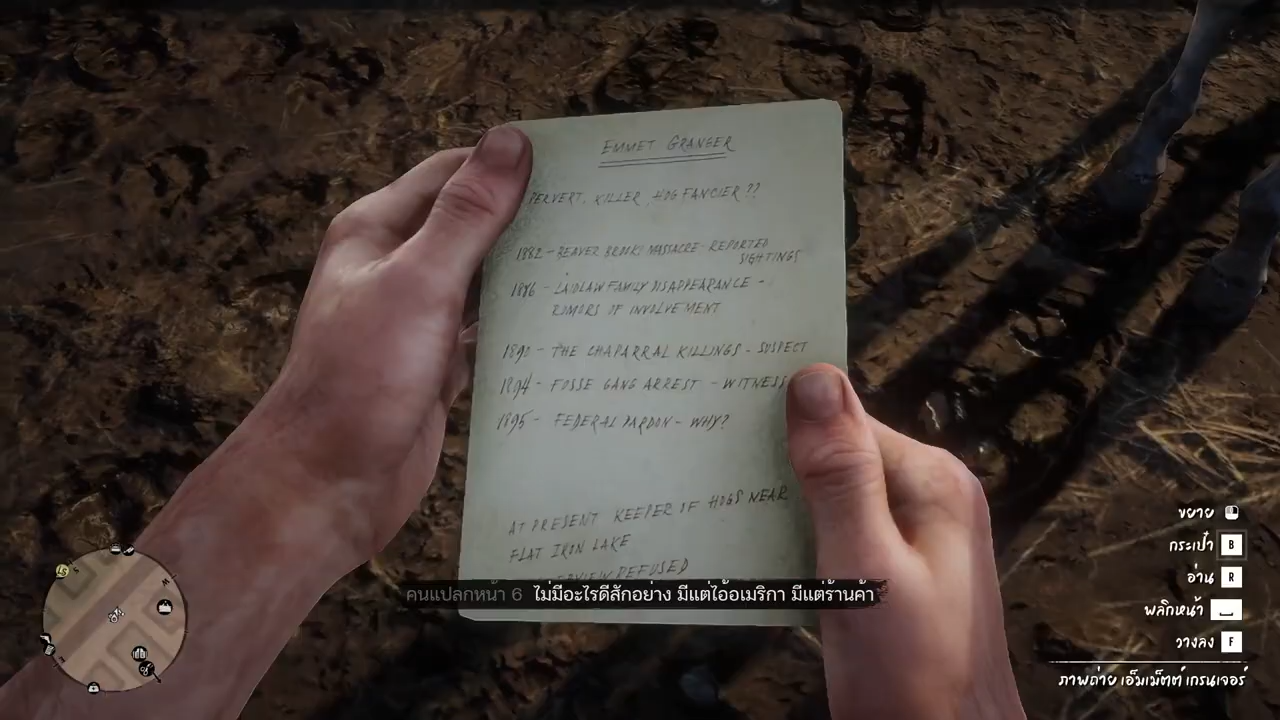 EMMET GRANGER
PERVERT, KILLER, HOG FANCIER ??
1882 - BEAVER BROOK MASSACRE - REPORTED
SIGHTINGS
1886 - LAIDLAW FAMILY DISAPPEARANCE -
RUMORS OF INVOLVEMENT
THE CHAPARRAL KILLINGS - SUSPECT
1894 - FOSSE GANG ARREST - WITNESS
1895 - FEDERAL PARDON - WHY?
AT PRESENT KEEPER OF HOGS NEAR
FLAT IRON LAKE
REFUSED
คนแปลกหน้า 6 ไม่มีอะไรดีสักอย่าง มีแต่ไอ้อเมริกา มีแต่ร้านค้า
ขยาย
กระเป๋า B
อ่าน R
พลิกหน้า
วางลง F
ภาพถ่าย เอ็มเม็ตต์ เกรนเจอร์